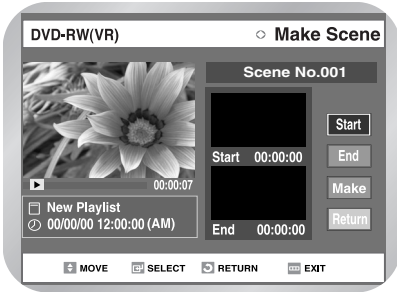 DVD-RW(VR)
Make Scene
Scene No.001
Start 00:00:00
End 00:00:00
Start
End
Make
Return
00:00:07
New Playlist
00/00/00 12:00:00 (AM)
MOVE SELECT RETURN EXIT